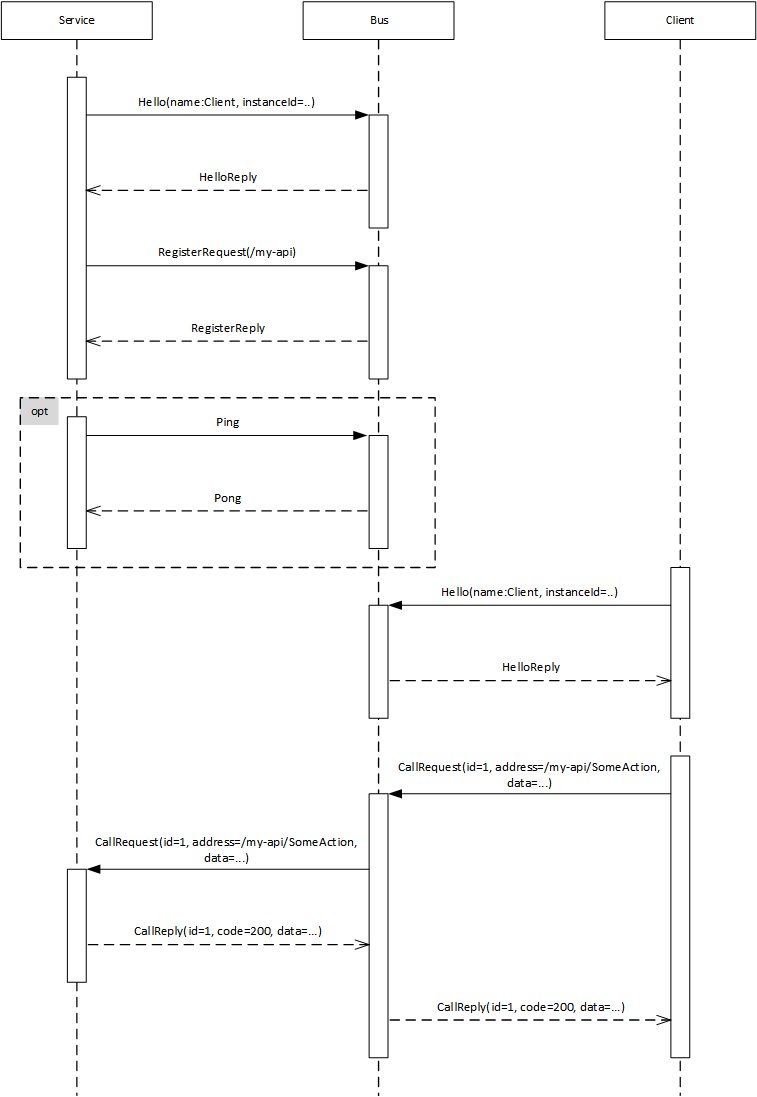 Service
Bus
Client
Hello(name:Client, instanceId=..)
HelloReply
RegisterRequest(/my-api)
RegisterReply
opt
Ping
Pong
Hello(name:Client, instanceId=..)
HelloReply
CallRequest(id=1, address=/my-api/SomeAction,
data=...)
CallRequest(id=1, address=/my-api/SomeAction,
data=...)
CallReply(id=1, code=200, data=...)
CallReply(id=1, code=200, data=...)